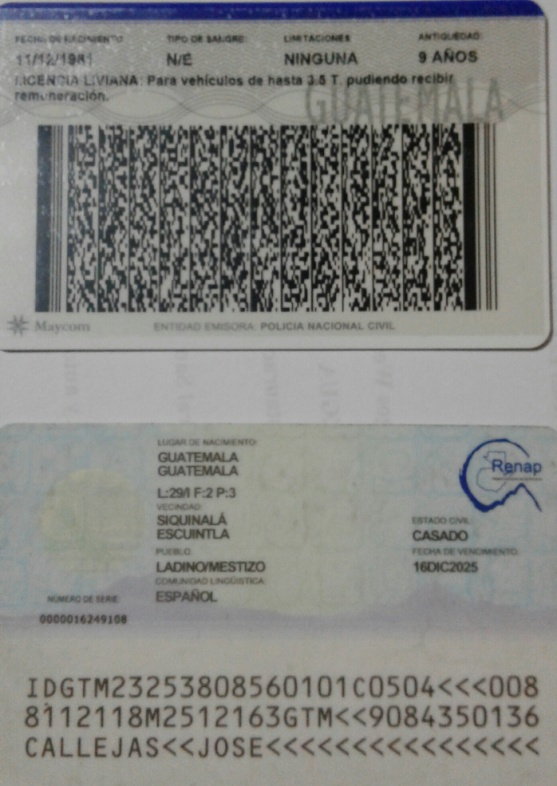 FECHA DE NACIMIENTO TIPO DE SANGRE: LIMITACIONES ANTIGUEDAD:
11/12/1981 N/E NINGUNA 9 AÑOS
LICENCIA LIVIANA: Para vehículos de hasta 3.5 T. pudiendo recibir
remuneración.
GUATEMALA
Maycom ENTIDAD EMISORA: POLICIA NACIONAL CIVIL
LUGAR DE NACIMIENTO:
GUATEMALA
GUATEMALA
Renap
L:29/I F:2 P:3
VECINDAD:
SIQUINALÁ ESTADO CIVIL:
ESCUINTLA CASADO
PUEBLO: FECHA DE VENCIMIENTO:
LADINO/MESTIZO 16DIC2025
COMUNIDAD LINGÜÍSTICA:
NÚMERO DE SERIE: ESPAÑOL
0000016249108
IDGTM23253808560101C0504<<<008
8112118M2512163GTM<<9084350136
CALLEJAS<<JOSE<<<<<<<<<<<<<<<<